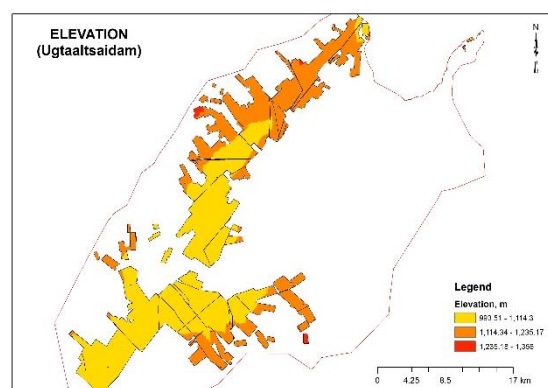 ELEVATION
(Ugtaaltsaidam)
N
Legend
Elevation, m
993.51 - 1,114.3
1,114.34 - 1,235.17
1,235.18 - 1,356
0 4.25 8.5 17 km